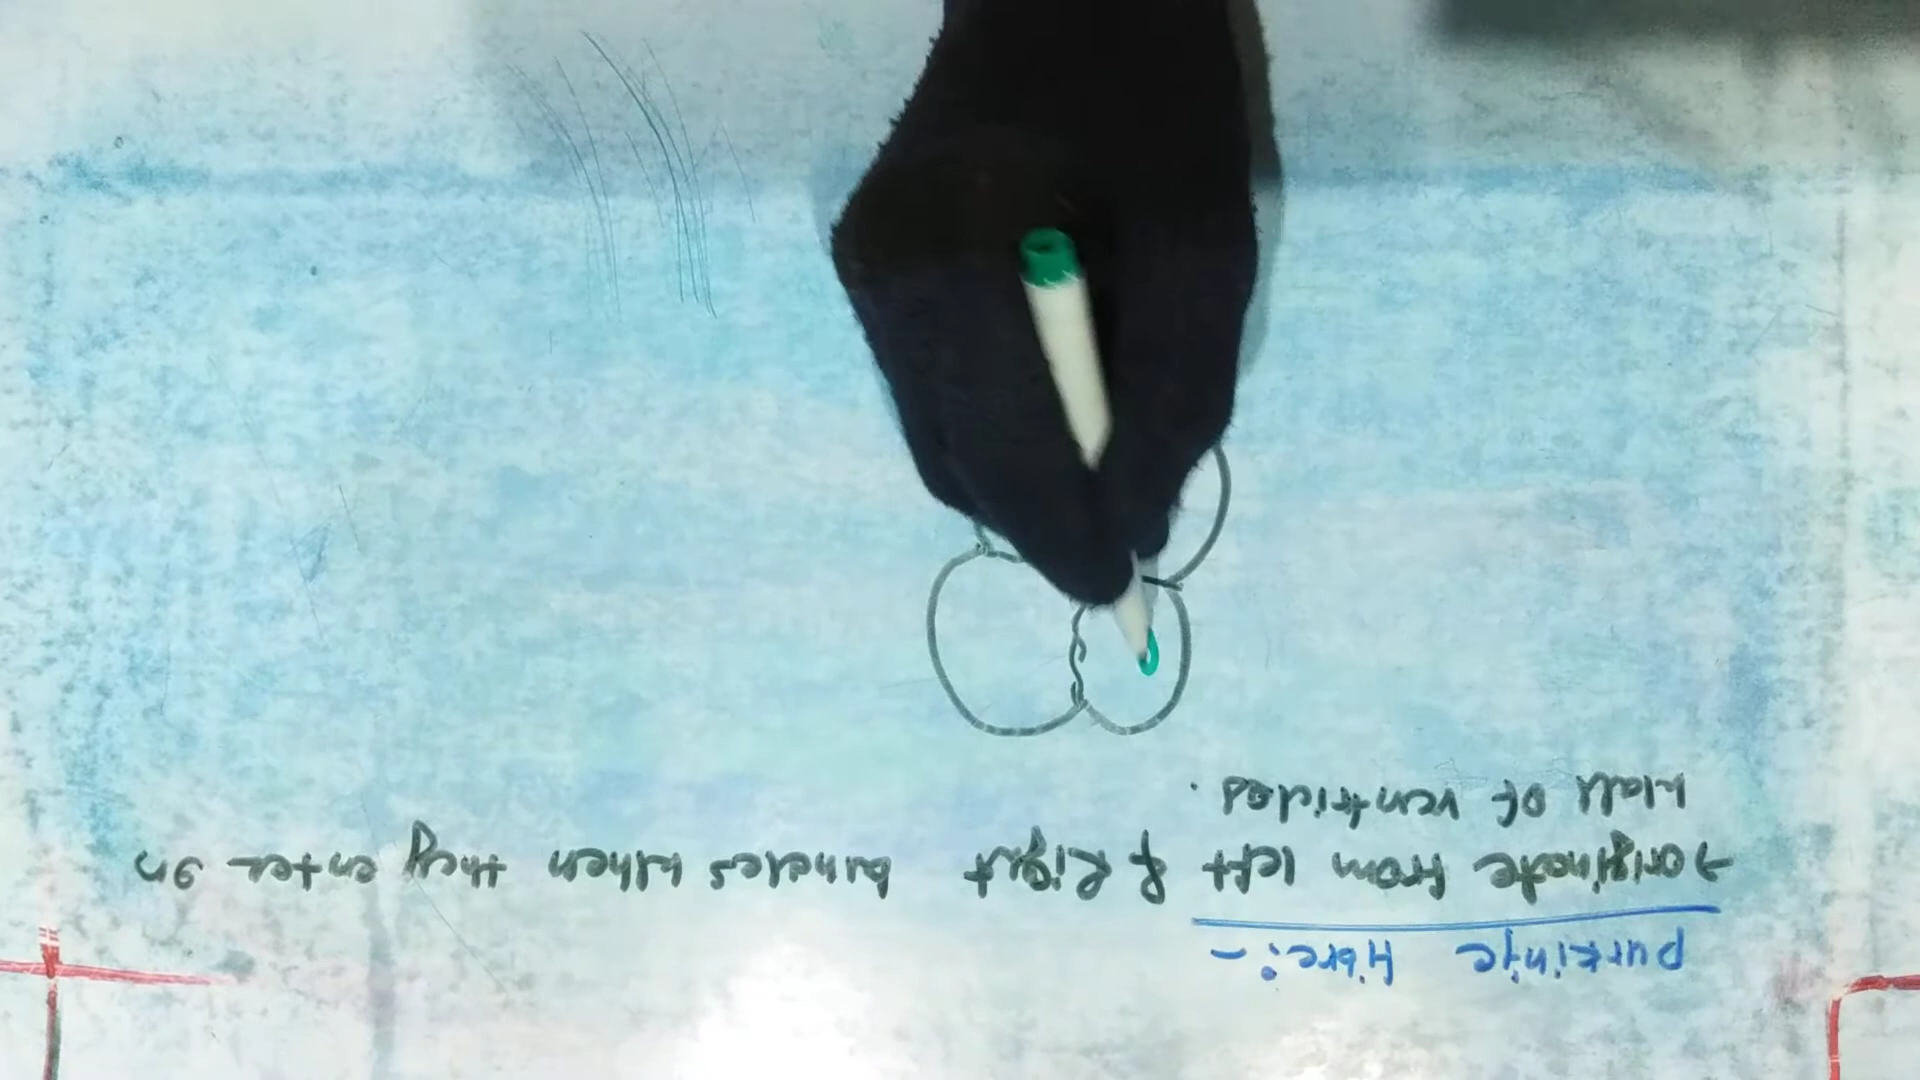 Purkinje Fibre:-
→ originate from left & Right bundles when they enter in
wall of ventricles.